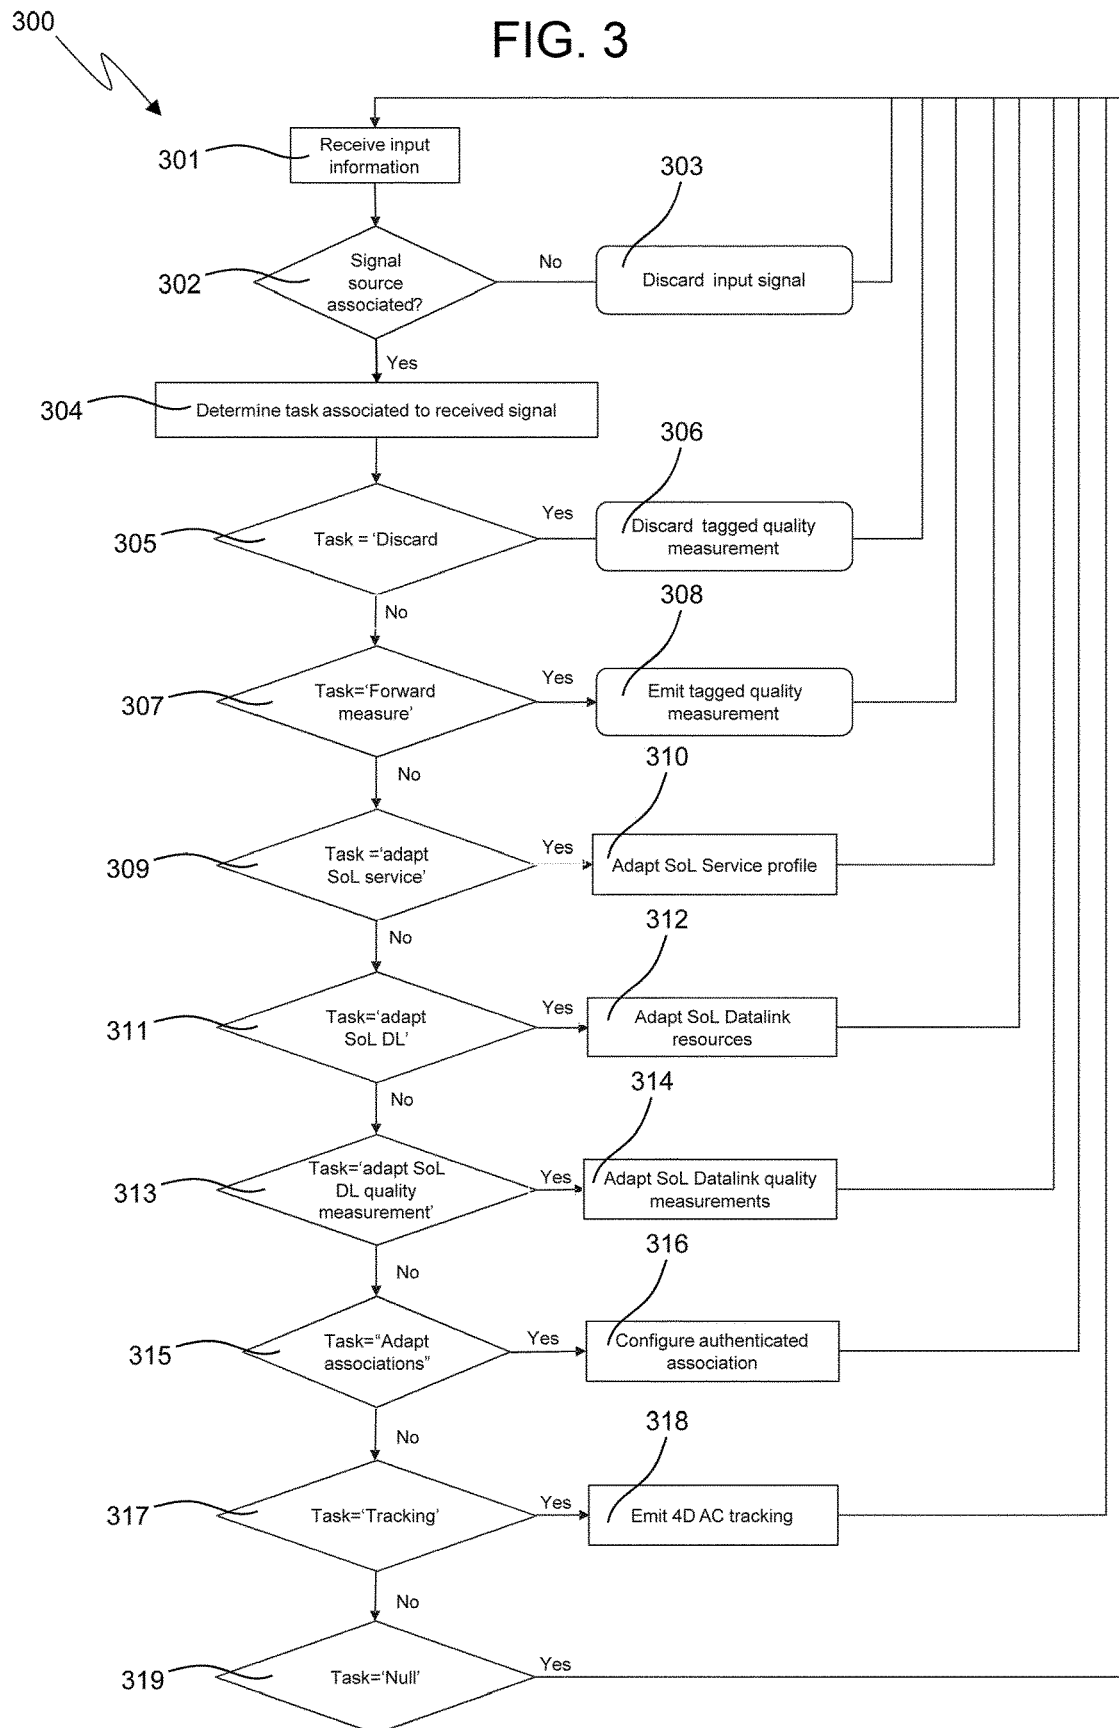 300
FIG. 3
301
Receive input
information
303
302
Signal
source
associated?
No
Discard input signal
Yes
304
Determine task associated to received signal
306
305
Task = ‘Discard
Yes
Discard tagged quality
measurement
No
308
307
Task=‘Forward
measure’
Yes
Emit tagged quality
measurement
No
310
309
Task =‘adapt
SoL service’
Yes
Adapt SoL Service profile
No
312
311
Task=‘adapt
SoL DL’
Yes
Adapt SoL Datalink
resources
No
314
313
Task=‘adapt SoL
DL quality
measurement’
Yes
Adapt SoL Datalink quality
measurements
No
316
315
Task=“Adapt
associations”
Yes
Configure authenticated
association
No
318
317
Task=‘Tracking’
Yes
Emit 4D AC tracking
No
319
Task=‘Null’
Yes